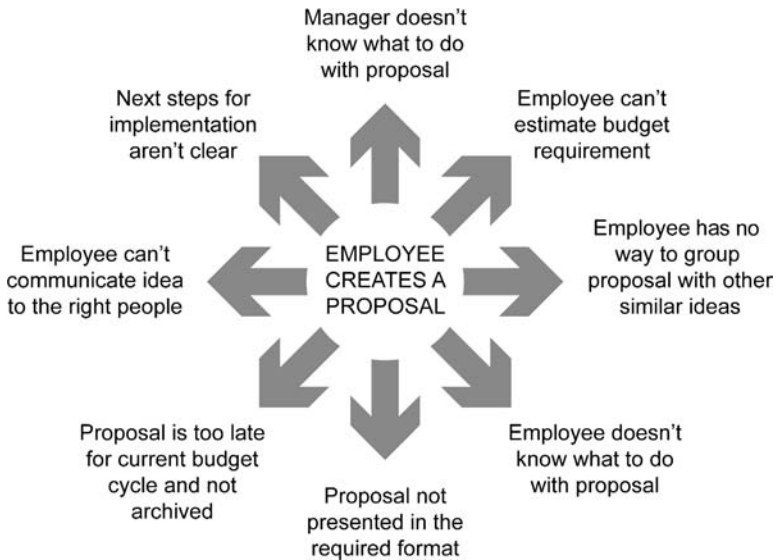 Manager doesn't
know what to do
with proposal
Employee can't
estimate budget
requirement
Employee has no
way to group
proposal with other
similar ideas
Employee doesn't
know what to do
with proposal
Proposal not
presented in the
required format
Proposal is too late
for current budget
cycle and not
archived
Employee can't
communicate idea
to the right people
Next steps for
implementation
aren't clear
EMPLOYEE
CREATES A
PROPOSAL